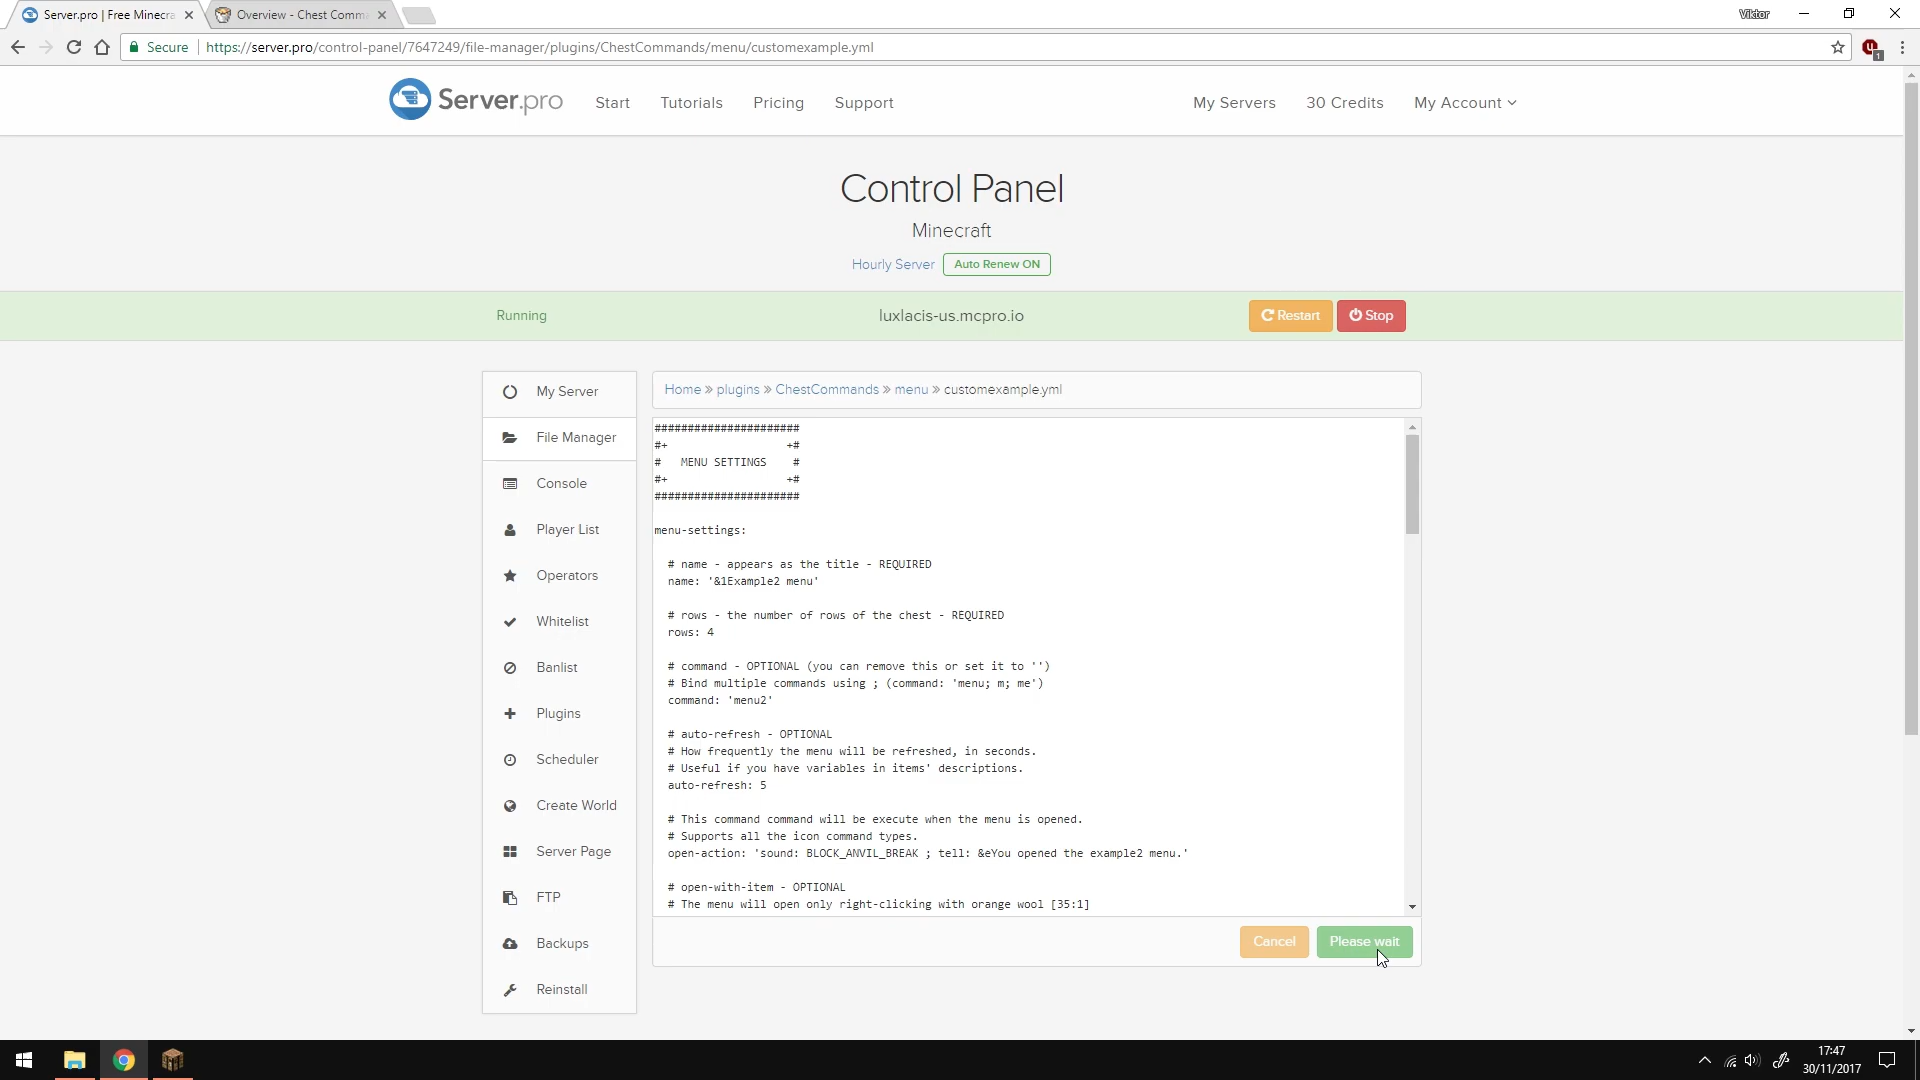 Server.pro | Free Minecra
Overview - Chest Comma
Viktor
Secure
https://server.pro/control-panel/7647249/file-manager/plugins/ChestCommands/menu/customexample.yml
1
Server.pro
Start
Tutorials
Pricing
Support
My Servers
30 Credits
My Account
Control Panel
Minecraft
Hourly Server
Auto Renew ON
Running
luxlacis-us.mcpro.io
Restart
Stop
My Server
File Manager
Console
Player List
Operators
Whitelist
Banlist
Plugins
Scheduler
Create World
Server Page
FTP
Backups
Reinstall
Home » plugins » ChestCommands » menu » customexample.yml
######################
#+                  +#
#   MENU SETTINGS    #
#+                  +#
######################
menu-settings:
# name - appears as the title - REQUIRED
name: '&1Example2 menu'
# rows - the number of rows of the chest - REQUIRED
rows: 4
# command - OPTIONAL (you can remove this or set it to '')
# Bind multiple commands using ; (command: 'menu; m; me')
command: 'menu2'
# auto-refresh - OPTIONAL
# How frequently the menu will be refreshed, in seconds.
# Useful if you have variables in items' descriptions.
auto-refresh: 5
# This command command will be execute when the menu is opened.
# Supports all the icon command types.
open-action: 'sound: BLOCK_ANVIL_BREAK ; tell: &eYou opened the example2 menu.'
# open-with-item - OPTIONAL
# The menu will open only right-clicking with orange wool [35:1]
Cancel
Please wait
17:47
30/11/2017